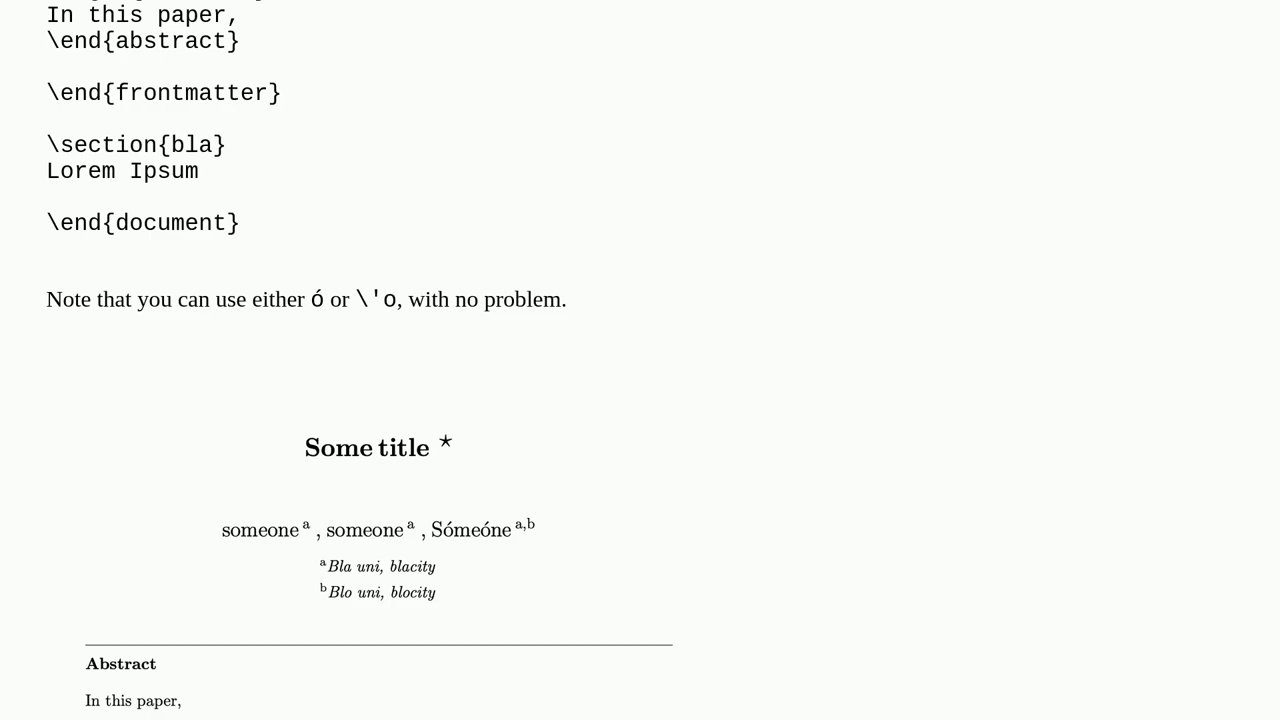 In this paper,
\end{abstract}
\end{frontmatter}
\section{bla}
Lorem Ipsum
\end{document}
Note that you can use either ó or \'o, with no problem.
Some title ⋆
someone a , someone a , Sómeóne a,b
a Bla uni, blacity
b Blo uni, blocity
Abstract
In this paper,